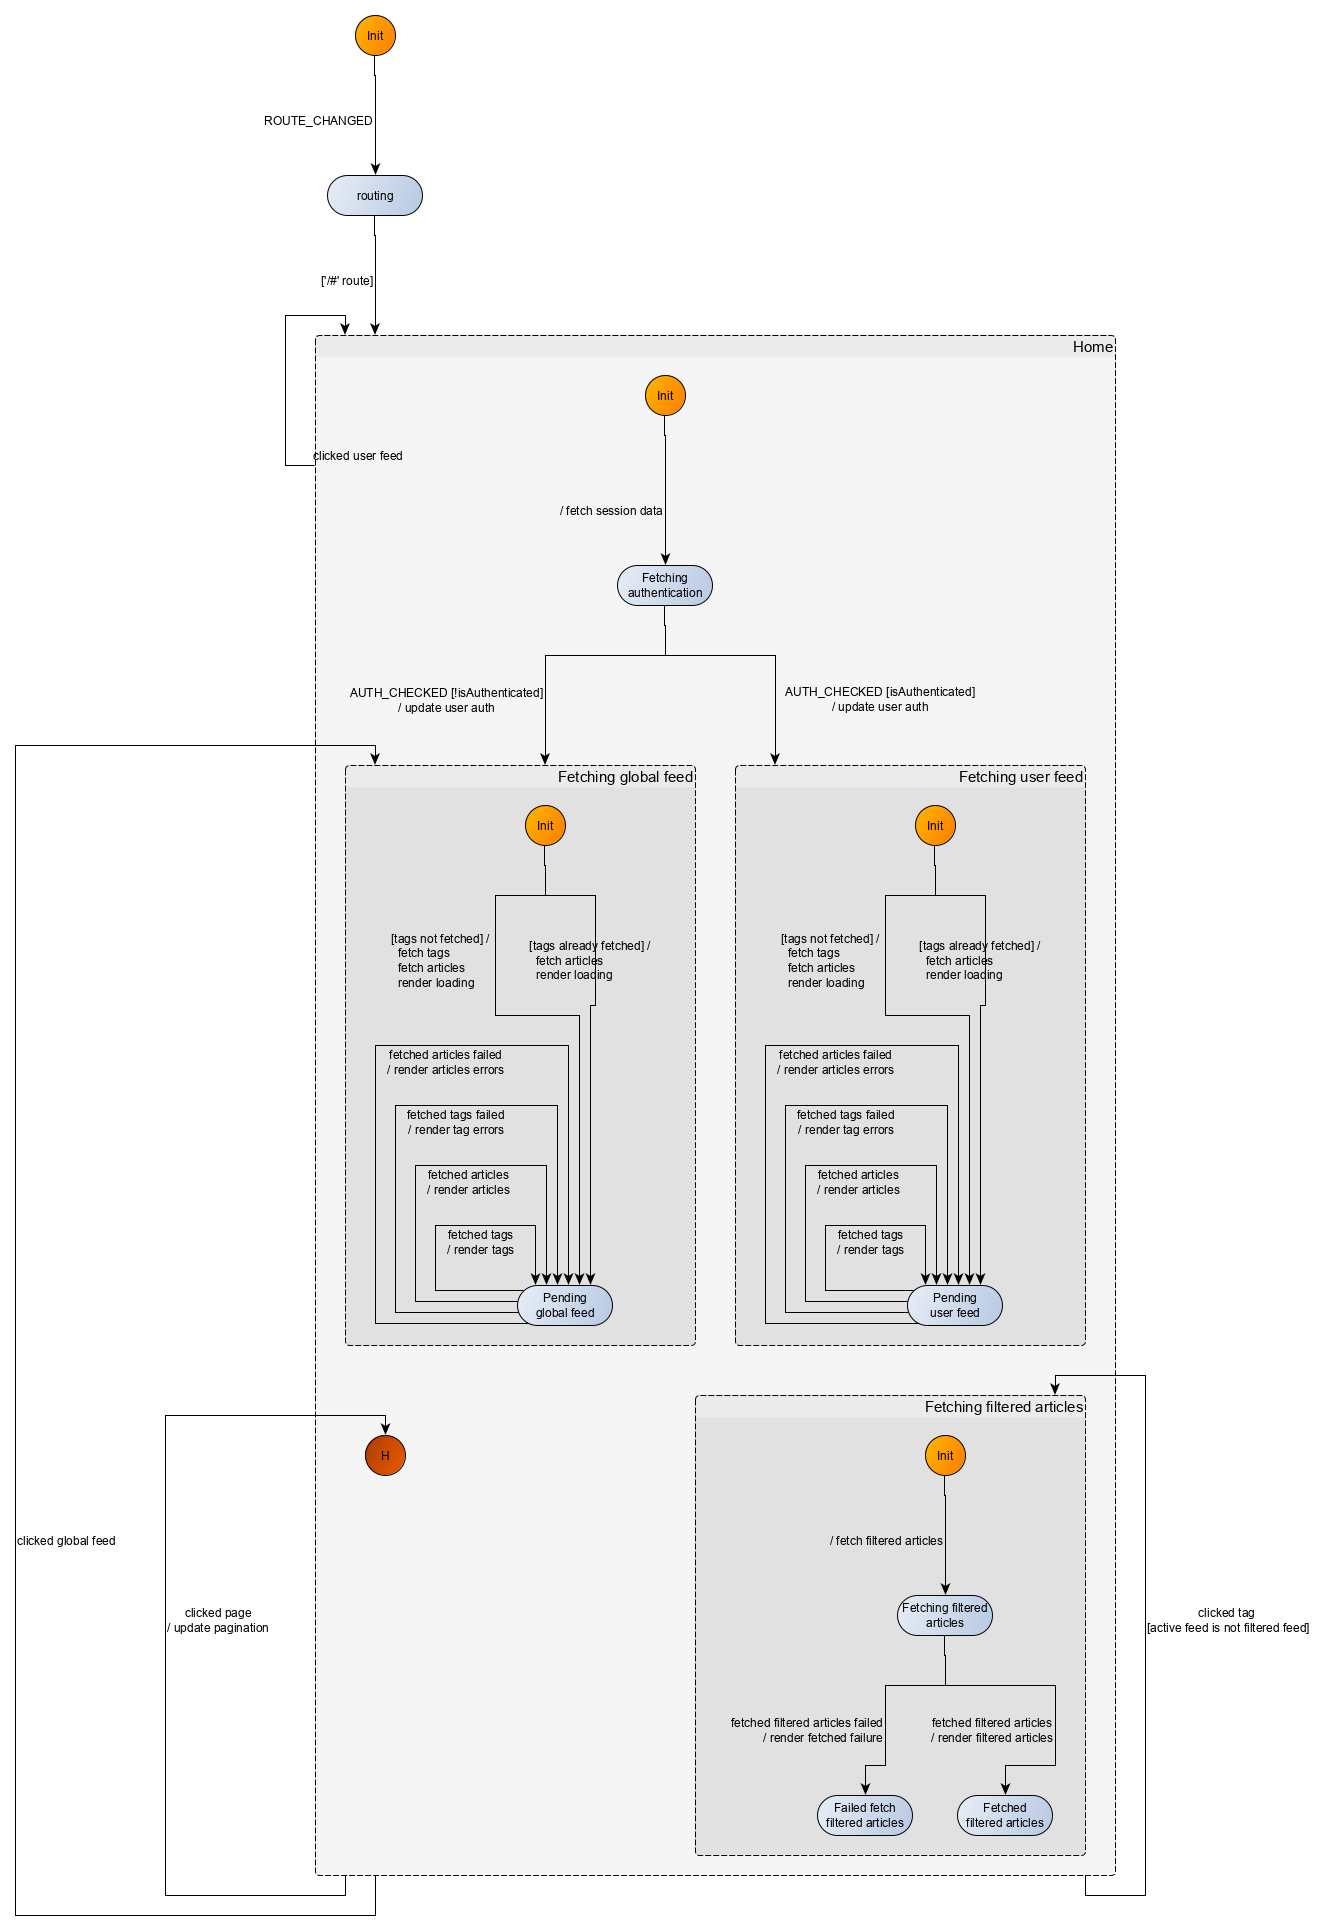 Init
ROUTE_CHANGED
routing
['/#' route]
Home
Init
clicked user feed
/ fetch session data
Fetching
authentication
AUTH_CHECKED [!isAuthenticated]
/ update user auth
AUTH_CHECKED [isAuthenticated]
/ update user auth
Fetching global feed
Init
[tags not fetched] /
fetch tags
fetch articles
render loading
[tags already fetched] /
fetch articles
render loading
fetched articles failed
/ render articles errors
fetched tags failed
/ render tag errors
fetched articles
/ render articles
fetched tags
/ render tags
Pending
global feed
Fetching user feed
Init
[tags not fetched] /
fetch tags
fetch articles
render loading
[tags already fetched] /
fetch articles
render loading
fetched articles failed
/ render articles errors
fetched tags failed
/ render tag errors
fetched articles
/ render articles
fetched tags
/ render tags
Pending
user feed
Fetching filtered articles
H
Init
clicked global feed
/ fetch filtered articles
clicked page
/ update pagination
Fetching filtered
articles
clicked tag
[active feed is not filtered feed]
fetched filtered articles failed
/ render fetched failure
fetched filtered articles
/ render filtered articles
Failed fetch
filtered articles
Fetched
filtered articles